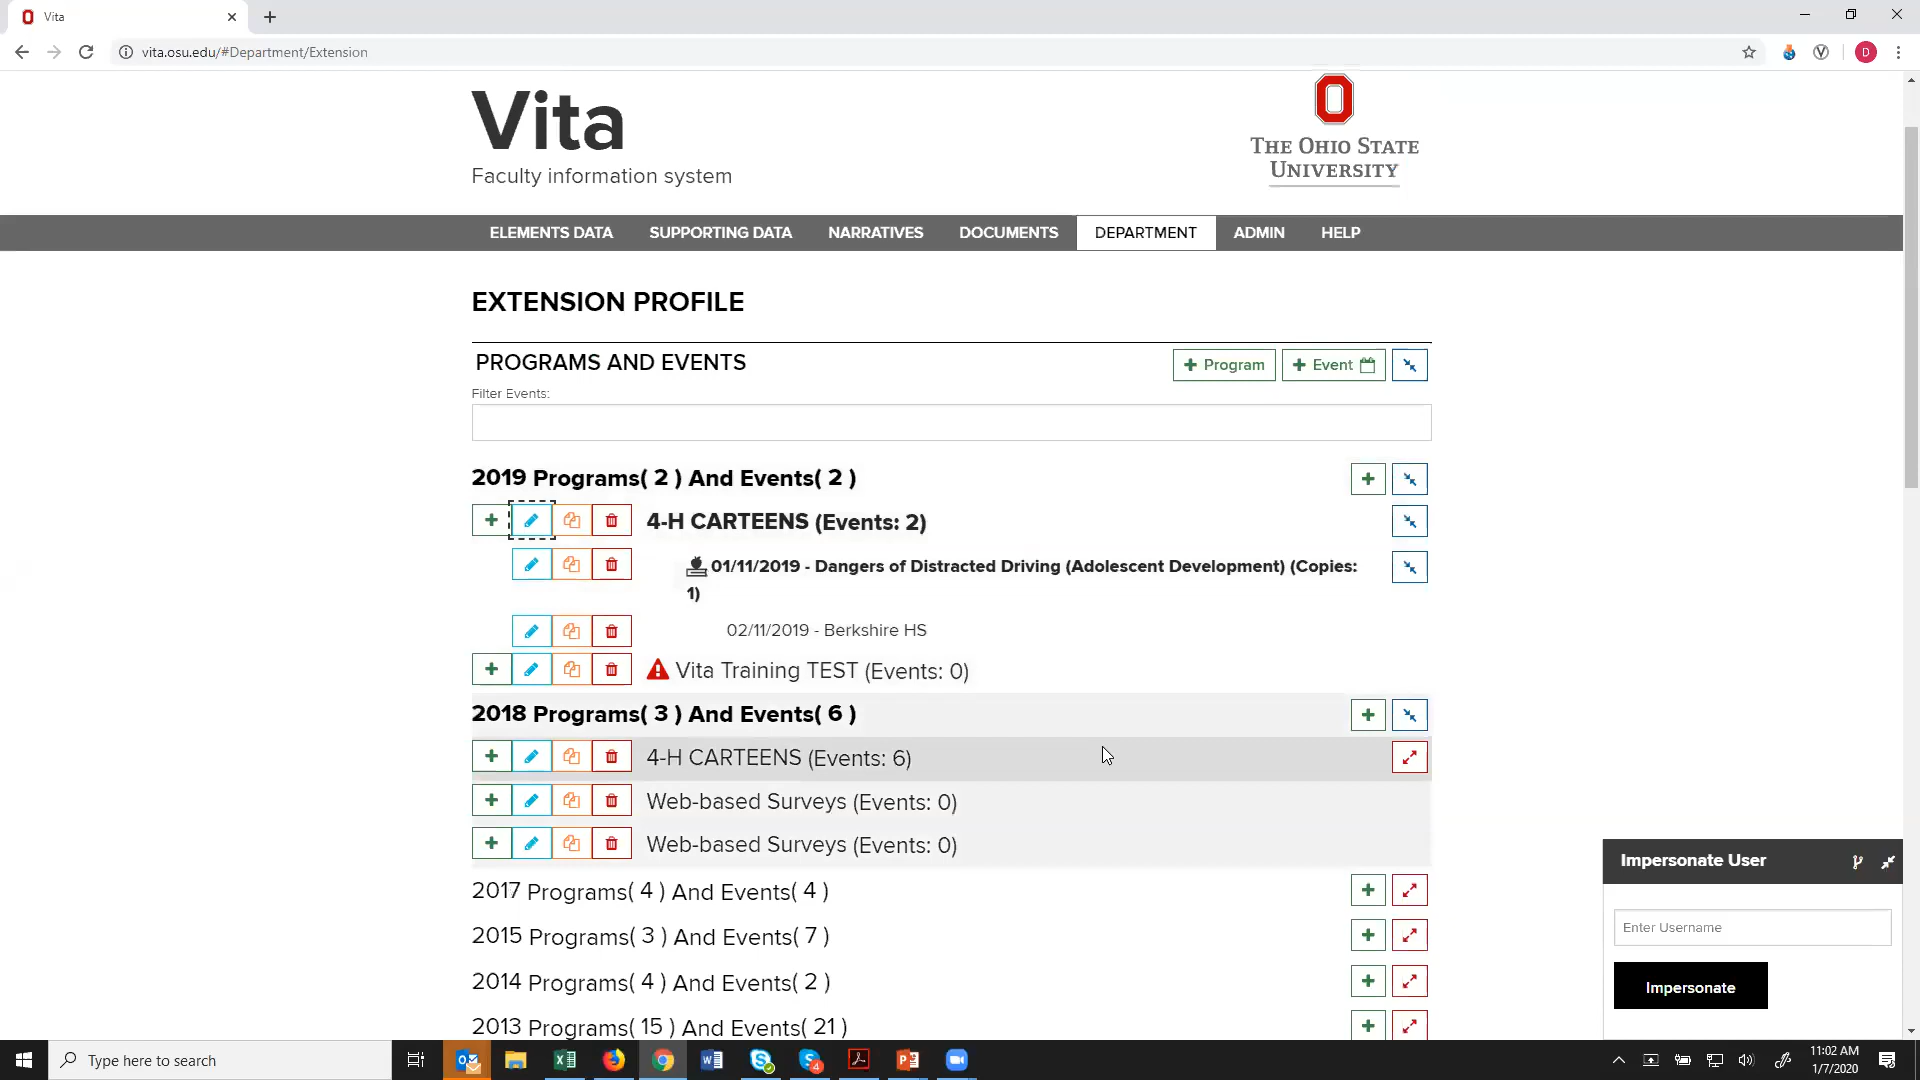 Vita
vita.osu.edu/#Department/Extension
D
Vita
Faculty information system
THE OHIO STATE
UNIVERSITY
ELEMENTS DATA SUPPORTING DATA NARRATIVES DOCUMENTS DEPARTMENT ADMIN HELP
EXTENSION PROFILE
PROGRAMS AND EVENTS
Program
Event
Filter Events:
2019 Programs( 2 ) And Events( 2 )
4-H CARTEENS (Events: 2)
01/11/2019 - Dangers of Distracted Driving (Adolescent Development) (Copies:
1)
02/11/2019 - Berkshire HS
Vita Training TEST (Events: 0)
2018 Programs( 3 ) And Events( 6 )
4-H CARTEENS (Events: 6)
Web-based Surveys (Events: 0)
Web-based Surveys (Events: 0)
2017 Programs( 4 ) And Events( 4 )
2015 Programs( 3 ) And Events( 7 )
2014 Programs( 4 ) And Events( 2 )
2013 Programs( 15 ) And Events( 21 )
Impersonate User
Enter Username
Impersonate
Type here to search
11:02 AM
1/7/2020